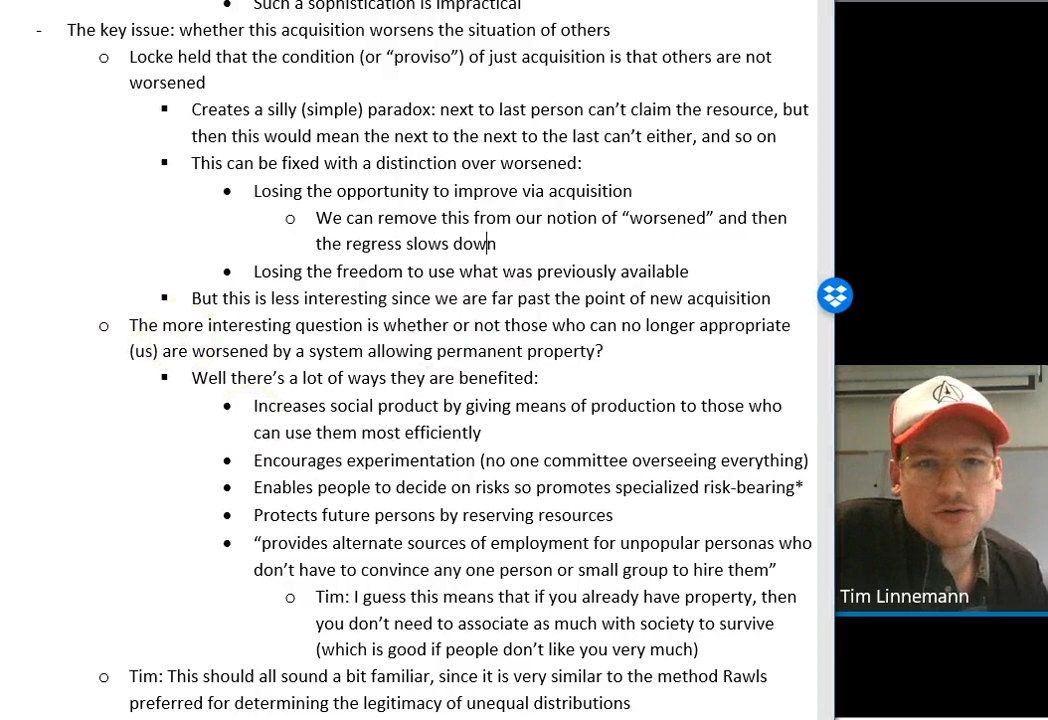 Such a sophistication is impractical
- The key issue: whether this acquisition worsens the situation of others
o Locke held that the condition (or “proviso”) of just acquisition is that others are not
worsened
▪ Creates a silly (simple) paradox: next to last person can’t claim the resource, but
then this would mean the next to the next to the last can’t either, and so on
▪ This can be fixed with a distinction over worsened:
• Losing the opportunity to improve via acquisition
o We can remove this from our notion of “worsened” and then
the regress slows down
• Losing the freedom to use what was previously available
▪ But this is less interesting since we are far past the point of new acquisition
o The more interesting question is whether or not those who can no longer appropriate
(us) are worsened by a system allowing permanent property?
▪ Well there’s a lot of ways they are benefited:
• Increases social product by giving means of production to those who
can use them most efficiently
• Encourages experimentation (no one committee overseeing everything)
• Enables people to decide on risks so promotes specialized risk-bearing*
• Protects future persons by reserving resources
• “provides alternate sources of employment for unpopular personas who
don’t have to convince any one person or small group to hire them”
o Tim: I guess this means that if you already have property, then
you don’t need to associate as much with society to survive
(which is good if people don’t like you very much)
o Tim: This should all sound a bit familiar, since it is very similar to the method Rawls
preferred for determining the legitimacy of unequal distributions
Tim Linnemann